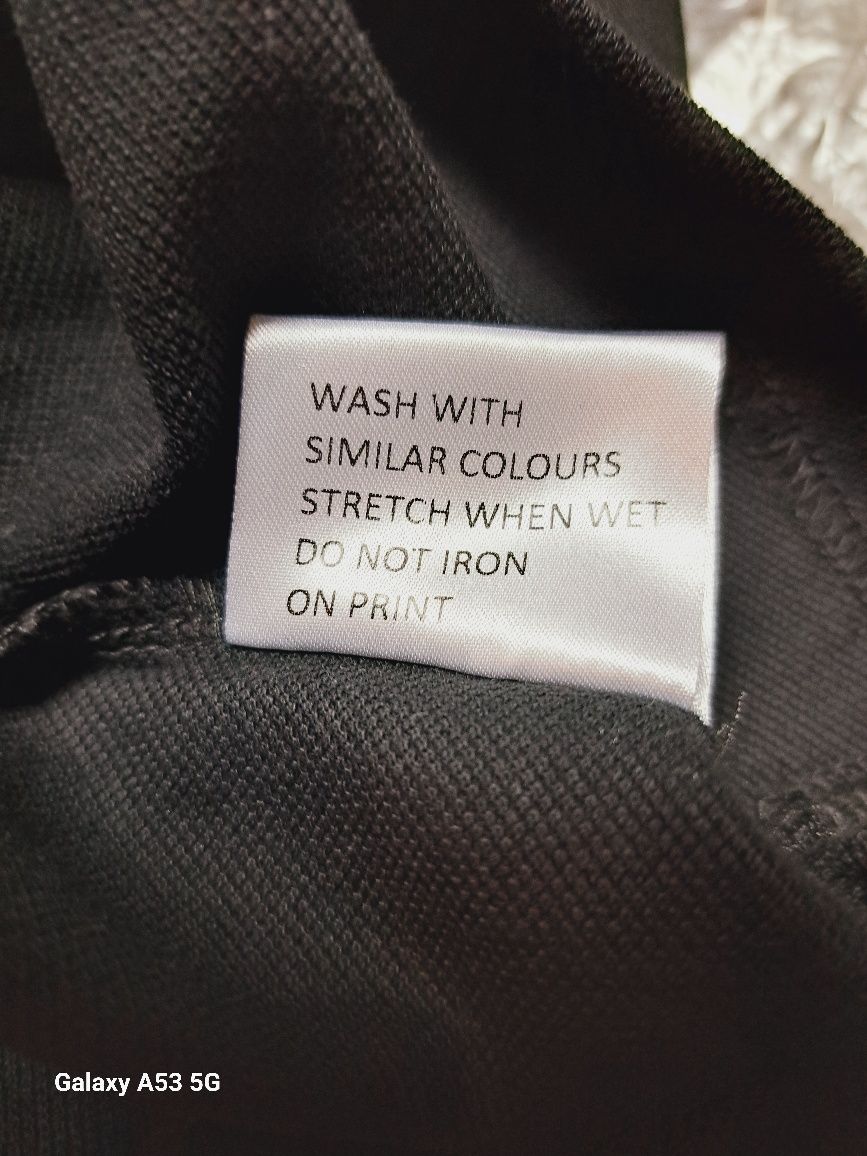 WASH WITH
SIMILAR COLOURS
STRETCH WHEN WET
DO NOT IRON
ON PRINT
Galaxy A53 5G